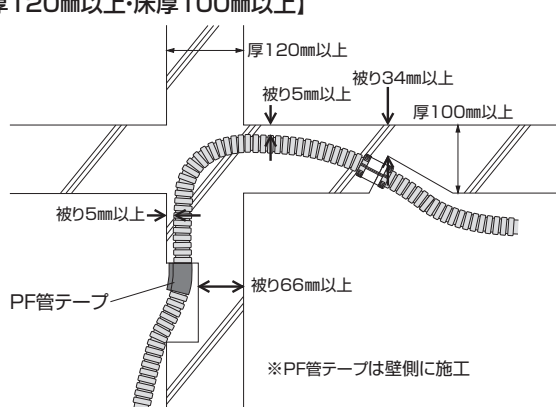 厚120㎜以上・床厚100㎜以上】
厚120㎜以上
被り34㎜以上
被り5㎜以上
厚100㎜以上
被り5㎜以上
被り66㎜以上
PF管テープ
※PF管テープは壁側に施工